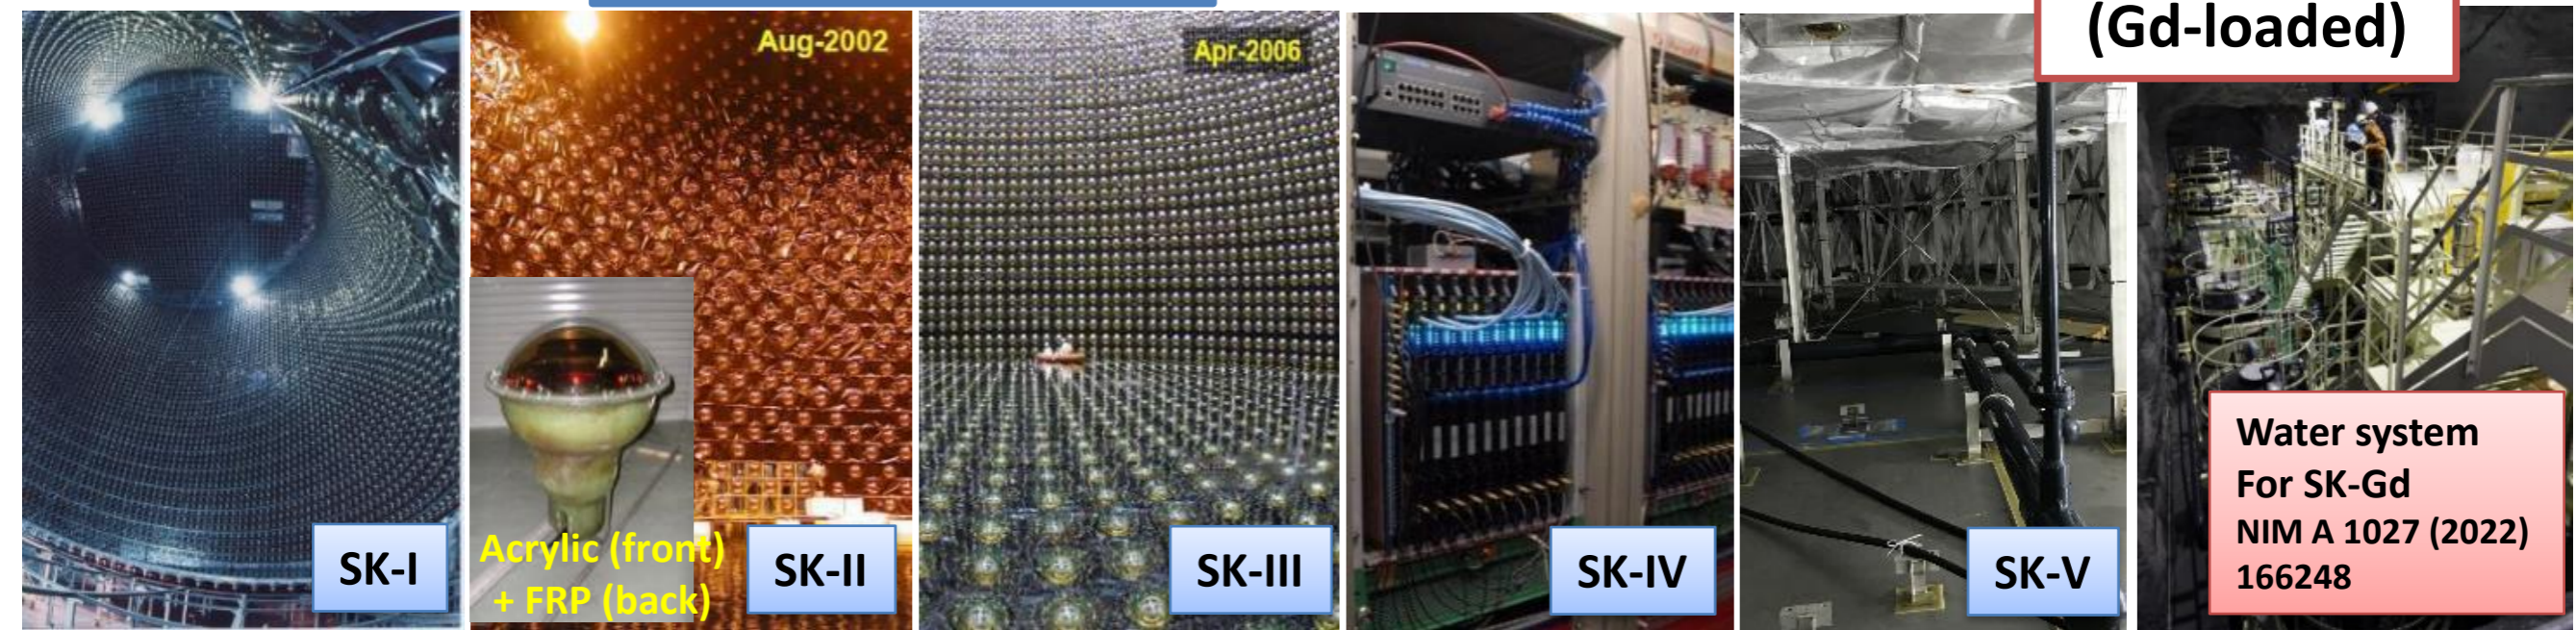 (Gd-loaded)
Aug-2002
Apr-2006
Acrylic (front)
+ FRP (back)
SK-I
SK-II
SK-III
SK-IV
SK-V
Water system
For SK-Gd
NIM A 1027 (2022)
166248